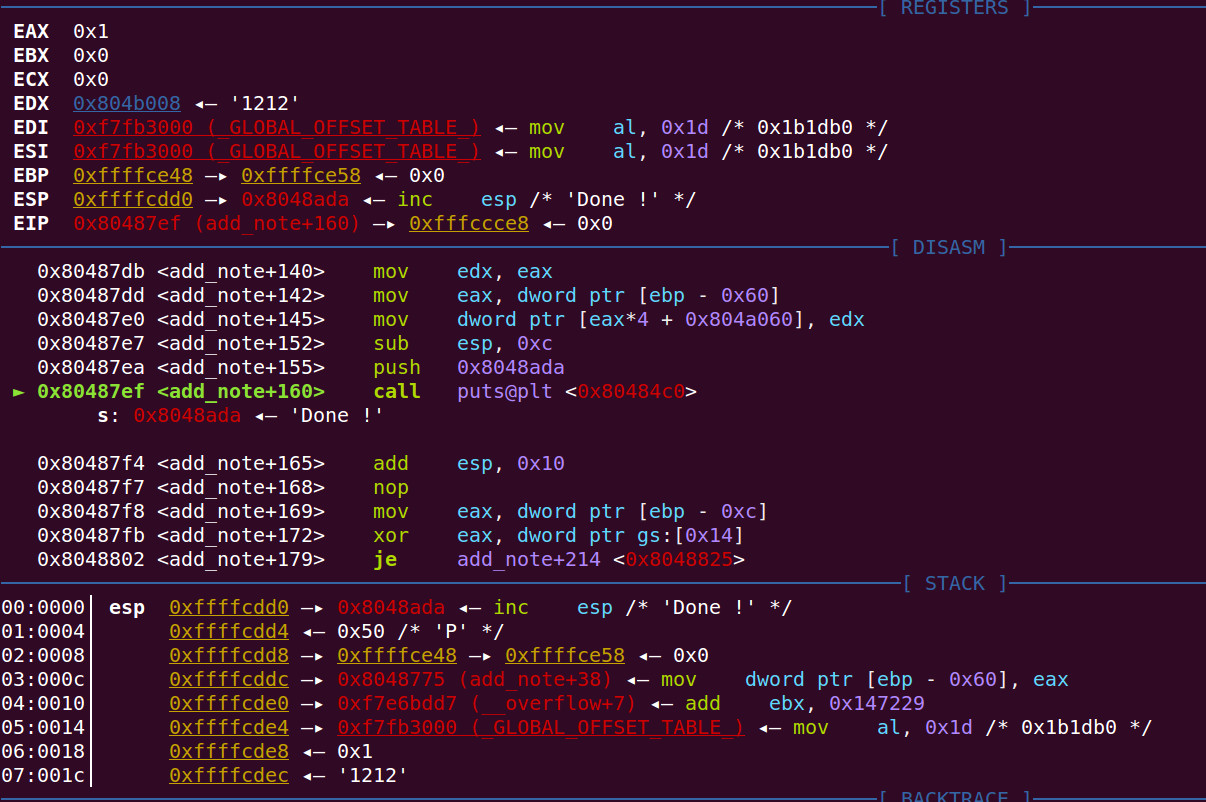 [ REGISTERS ]
EAX  0x1
EBX  0x0
ECX  0x0
EDX  0x804b008 ◂— '1212'
EDI  0xf7fb3000 (_GLOBAL_OFFSET_TABLE_) ◂— mov    al, 0x1d /* 0x1b1db0 */
ESI  0xf7fb3000 (_GLOBAL_OFFSET_TABLE_) ◂— mov    al, 0x1d /* 0x1b1db0 */
EBP  0xffffce48 —▸ 0xffffce58 ◂— 0x0
ESP  0xffffcdd0 —▸ 0x8048ada ◂— inc    esp /* 'Done !' */
EIP  0x80487ef (add_note+160) —▸ 0xfffccce8 ◂— 0x0
[ DISASM ]
0x80487db <add_note+140>    mov    edx, eax
0x80487dd <add_note+142>    mov    eax, dword ptr [ebp - 0x60]
0x80487e0 <add_note+145>    mov    dword ptr [eax*4 + 0x804a060], edx
0x80487e7 <add_note+152>    sub    esp, 0xc
0x80487ea <add_note+155>    push   0x8048ada
► 0x80487ef <add_note+160>    call   puts@plt <0x80484c0>
s: 0x8048ada ◂— 'Done !'
0x80487f4 <add_note+165>    add    esp, 0x10
0x80487f7 <add_note+168>    nop
0x80487f8 <add_note+169>    mov    eax, dword ptr [ebp - 0xc]
0x80487fb <add_note+172>    xor    eax, dword ptr gs:[0x14]
0x8048802 <add_note+179>    je     add_note+214 <0x8048825>
[ STACK ]
00:0000│ esp  0xffffcdd0 —▸ 0x8048ada ◂— inc    esp /* 'Done !' */
01:0004│      0xffffcdd4 ◂— 0x50 /* 'P' */
02:0008│      0xffffcdd8 —▸ 0xffffce48 —▸ 0xffffce58 ◂— 0x0
03:000c│      0xffffcddc —▸ 0x8048775 (add_note+38) ◂— mov    dword ptr [ebp - 0x60], eax
04:0010│      0xffffcde0 —▸ 0xf7e6bdd7 (__overflow+7) ◂— add    ebx, 0x147229
05:0014│      0xffffcde4 —▸ 0xf7fb3000 (_GLOBAL_OFFSET_TABLE_) ◂— mov    al, 0x1d /* 0x1b1db0 */
06:0018│      0xffffcde8 ◂— 0x1
07:001c│      0xffffcdec ◂— '1212'
[ BACKTRACE ]